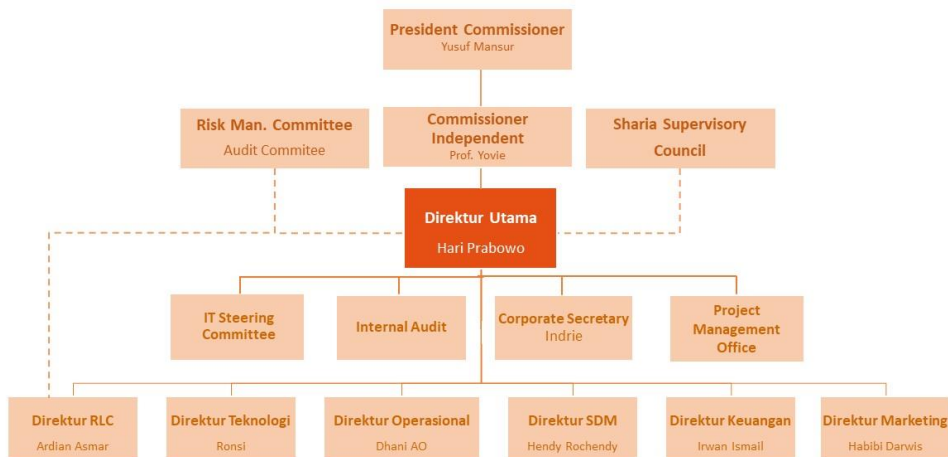 President Commissioner
Yusuf Mansur
Risk Man. Committee
Audit Commitee
Commissioner
Independent
Prof. Yovie
Sharia Supervisory
Council
Direktur Utama
Hari Prabowo
IT Steering
Committee
Internal Audit
Corporate Secretary
Indrie
Project
Management
Office
Direktur RLC
Ardian Asmar
Direktur Teknologi
Ronsi
Direktur Operasional
Dhani AO
Direktur SDM
Hendy Rochendy
Direktur Keuangan
Irwan Ismail
Direktur Marketing
Habibi Darwis